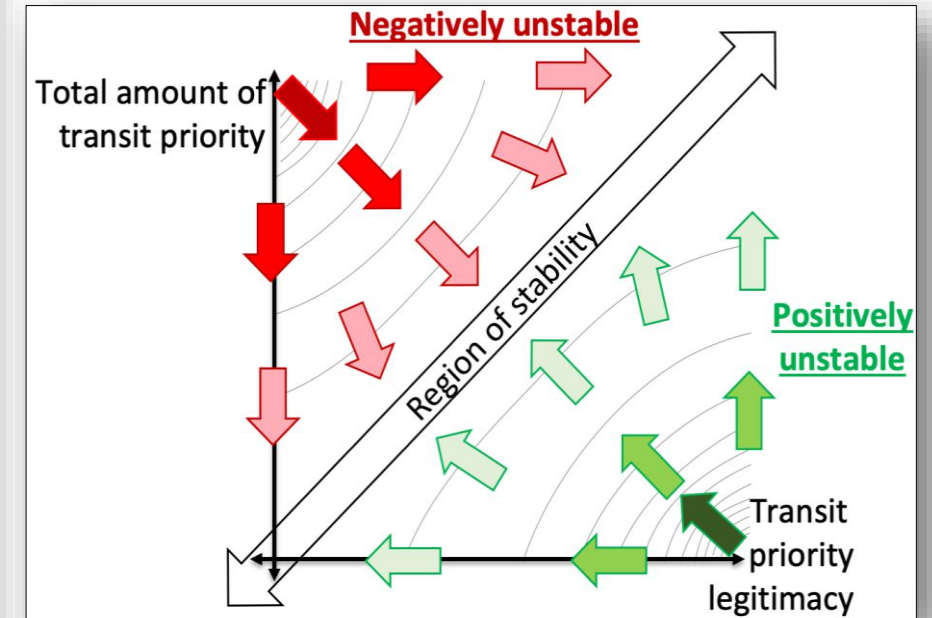 Negatively unstable
Total amount of
transit priority
Region of stability
Positively
unstable
Transit
priority
legitimacy